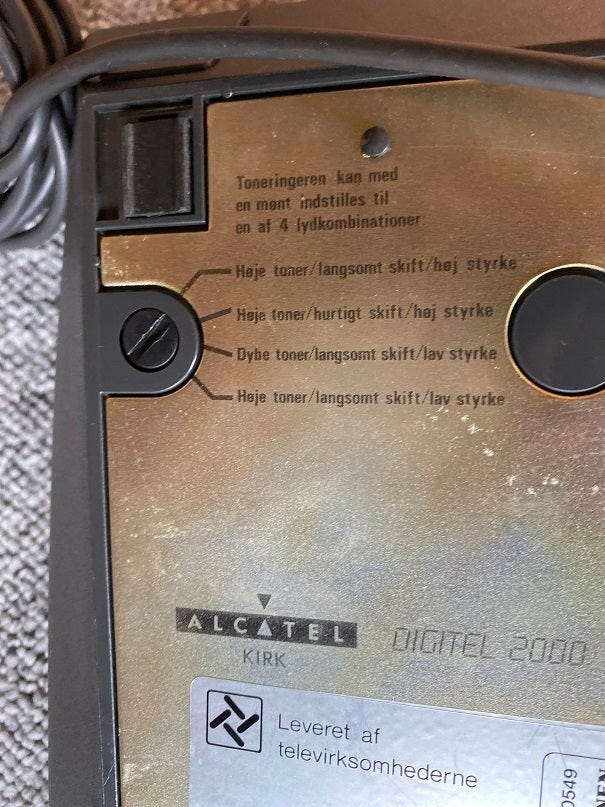 Toneringeren kan med
en mønt indstilles til
en af 4 lydkombinationer
Høje toner/langsomt skift/høj styrke
Høje toner/hurtigt skift/høj styrke
Dybe toner/langsomt skift/lav styrke
Høje toner/langsomt skift/lav styrke
ALCATEL
KIRK
DIGITEL 2000
Leveret af
televirksomhederne
549